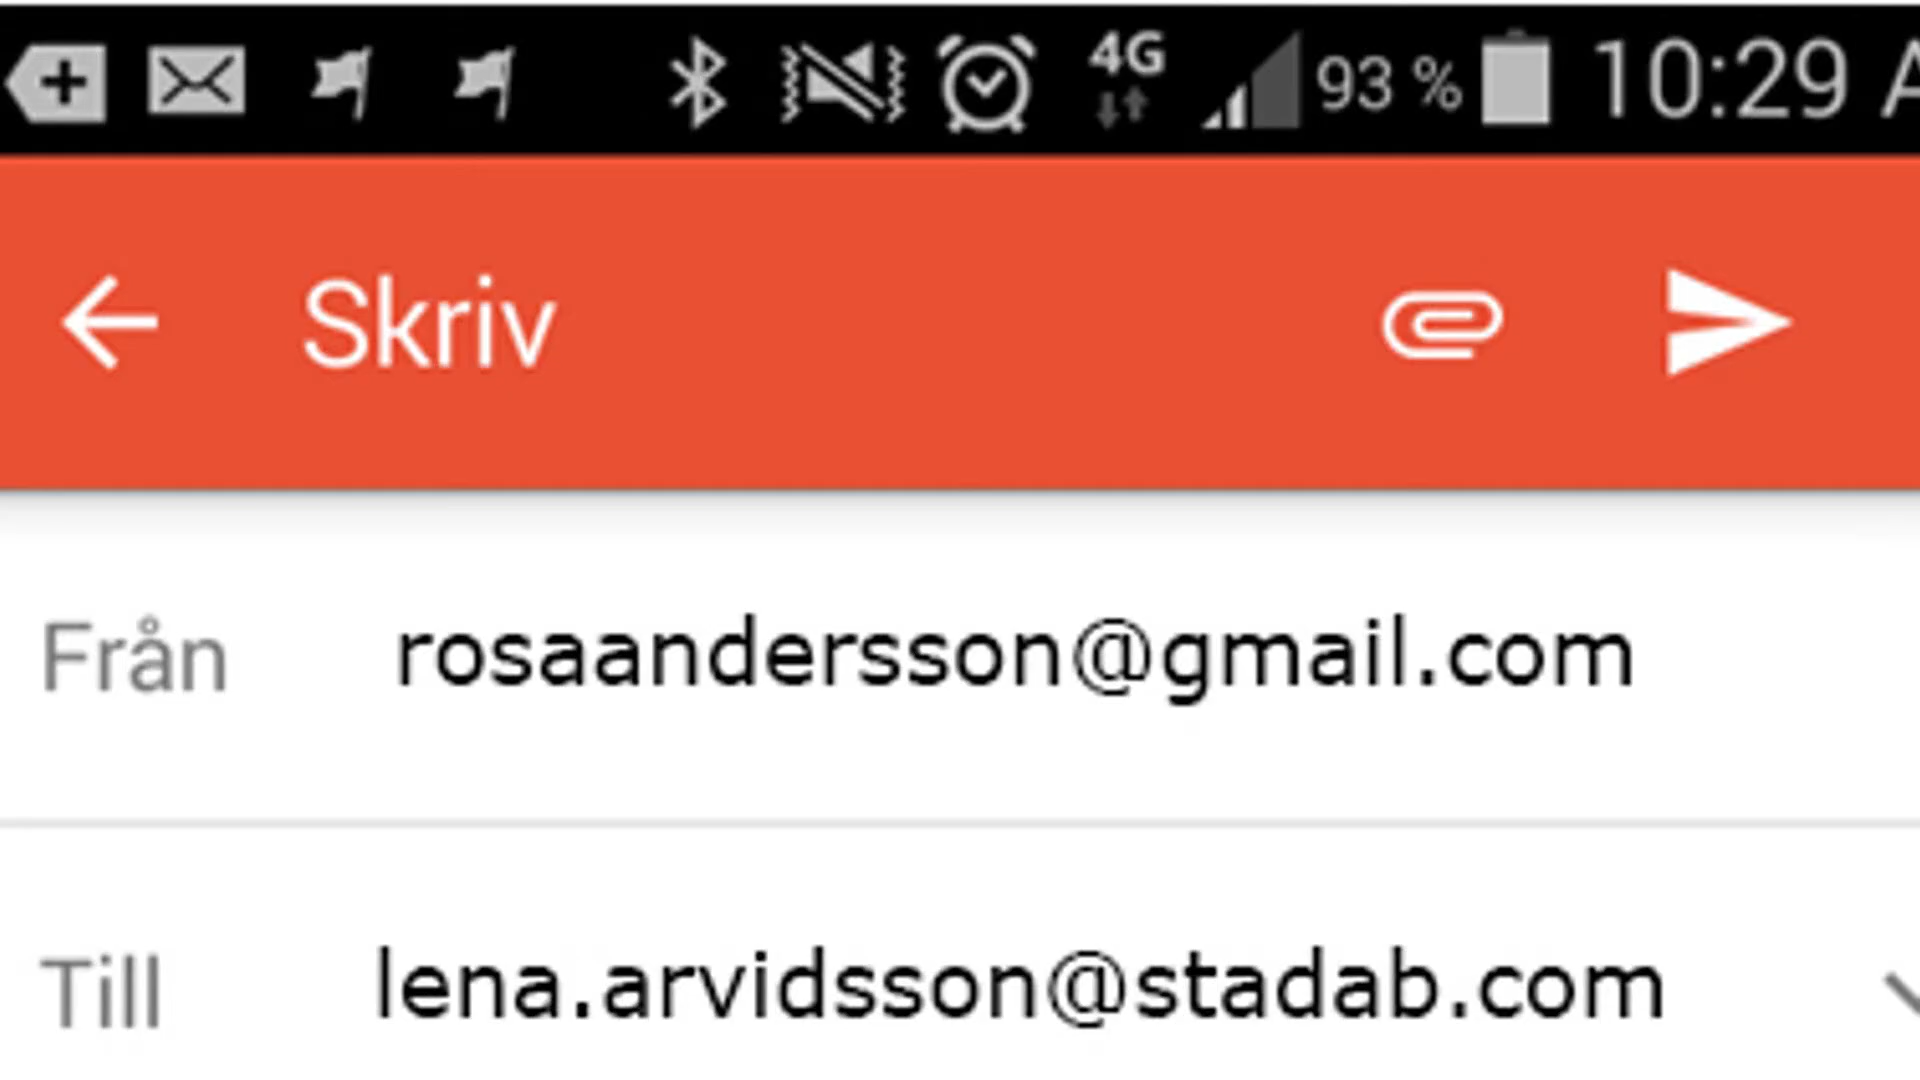 4G 93 % 10:29 A
Skriv
Från rosaandersson@gmail.com
Till lena.arvidsson@stadab.com